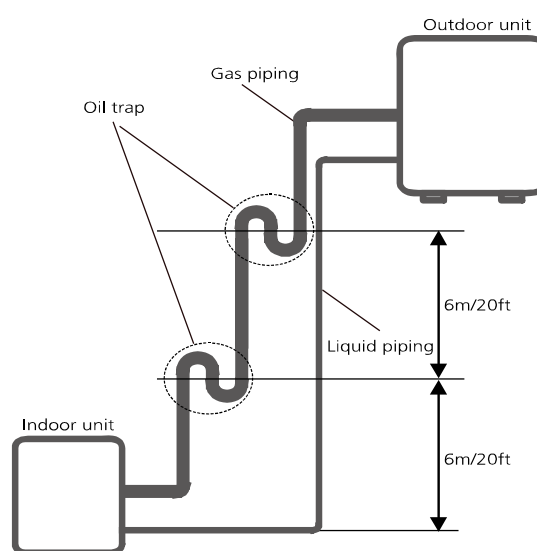 Outdoor unit
Gas piping
Oil trap
6m/20ft
Liquid piping
Indoor unit
6m/20ft